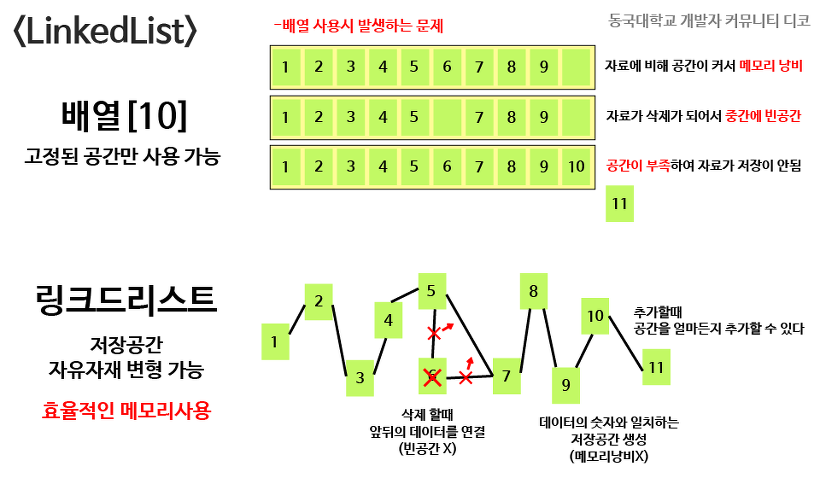 <LinkedList>
-배열 사용시 발생하는 문제
동국대학교 개발자 커뮤니티 디코
1 2 3 4 5 6 7 8 9
자료에 비해 공간이 커서 메모리 낭비
배열[10]
고정된 공간만 사용 가능
1 2 3 4 5 7 8 9
자료가 삭제가 되어서 중간에 빈공간
1 2 3 4 5 6 7 8 9 10
공간이 부족하여 자료가 저장이 안됨
11
링크드리스트
저장공간
자유자재 변형 가능
효율적인 메모리사용
1
2
3
4
5
6
7
8
9
10
11
추가할때
공간을 얼마든지 추가할 수 있다
삭제 할때
앞뒤의 데이터를 연결
(빈공간 X)
데이터의 숫자와 일치하는
저장공간 생성
(메모리낭비X)